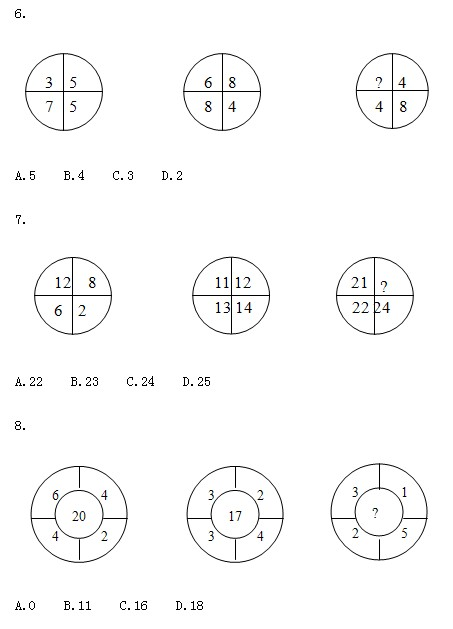 6.
3 5 6 8 ? 4
7 5 8 4 4 8
A.5 B.4 C.3 D.2
7.
12 8 11 12 21 ?
6 2 13 14 22 24
A.22 B.23 C.24 D.25
8.
6 4 3 2 3 1
20 17 ?
4 2 3 4 2 5
A.0 B.11 C.16 D.18